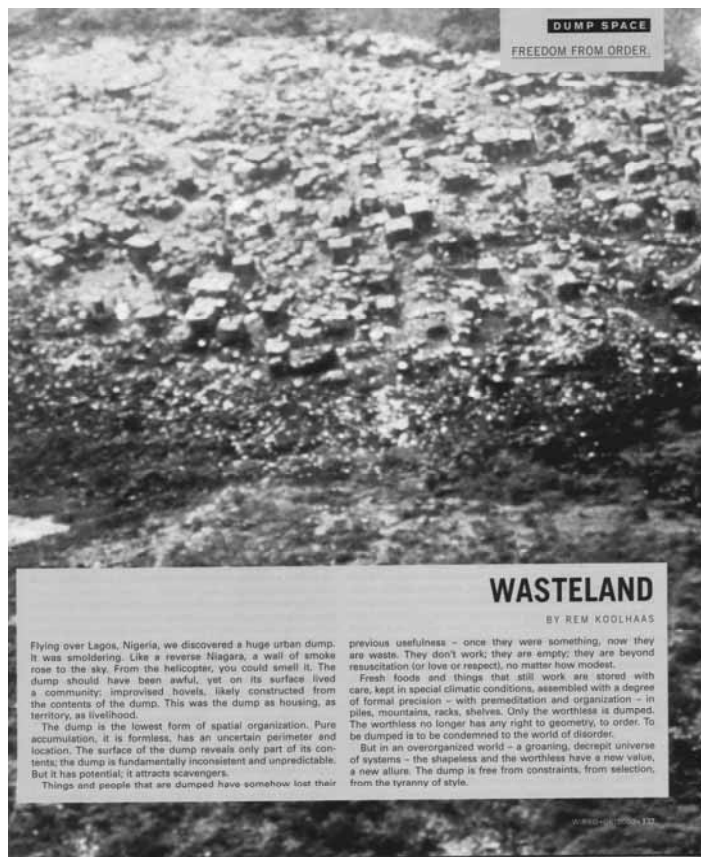 DUMP SPACE
FREEDOM FROM ORDER.
WASTELAND
BY REM KOOLHAAS
Flying over Lagos, Nigeria, we discovered a huge urban dump.
It was smoldering. Like a reverse Niagara, a wall of smoke
rose to the sky. From the helicopter, you could smell it. The
dump should have been awful, yet on its surface lived
a community: improvised hovels, likely constructed from
the contents of the dump. This was the dump as housing, as
territory, as livelihood.
The dump is the lowest form of spatial organization. Pure
accumulation, it is formless, has an uncertain perimeter and
location. The surface of the dump reveals only part of its con-
tents; the dump is fundamentally inconsistent and unpredictable.
But it has potential; it attracts scavengers.
Things and people that are dumped have somehow lost their
previous usefulness – once they were something, now they
are waste. They don't work; they are empty; they are beyond
resuscitation (or love or respect), no matter how modest.
Fresh foods and things that still work are stored with
care, kept in special climatic conditions, assembled with a degree
of formal precision – with premeditation and organization – in
piles, mountains, racks, shelves. Only the worthless is dumped.
The worthless no longer has any right to geometry, to order. To
be dumped is to be condemned to the world of disorder.
But in an overorganized world – a groaning, decrepit universe
of systems – the shapeless and the worthless have a new value,
a new allure. The dump is free from constraints, from selection,
from the tyranny of style.